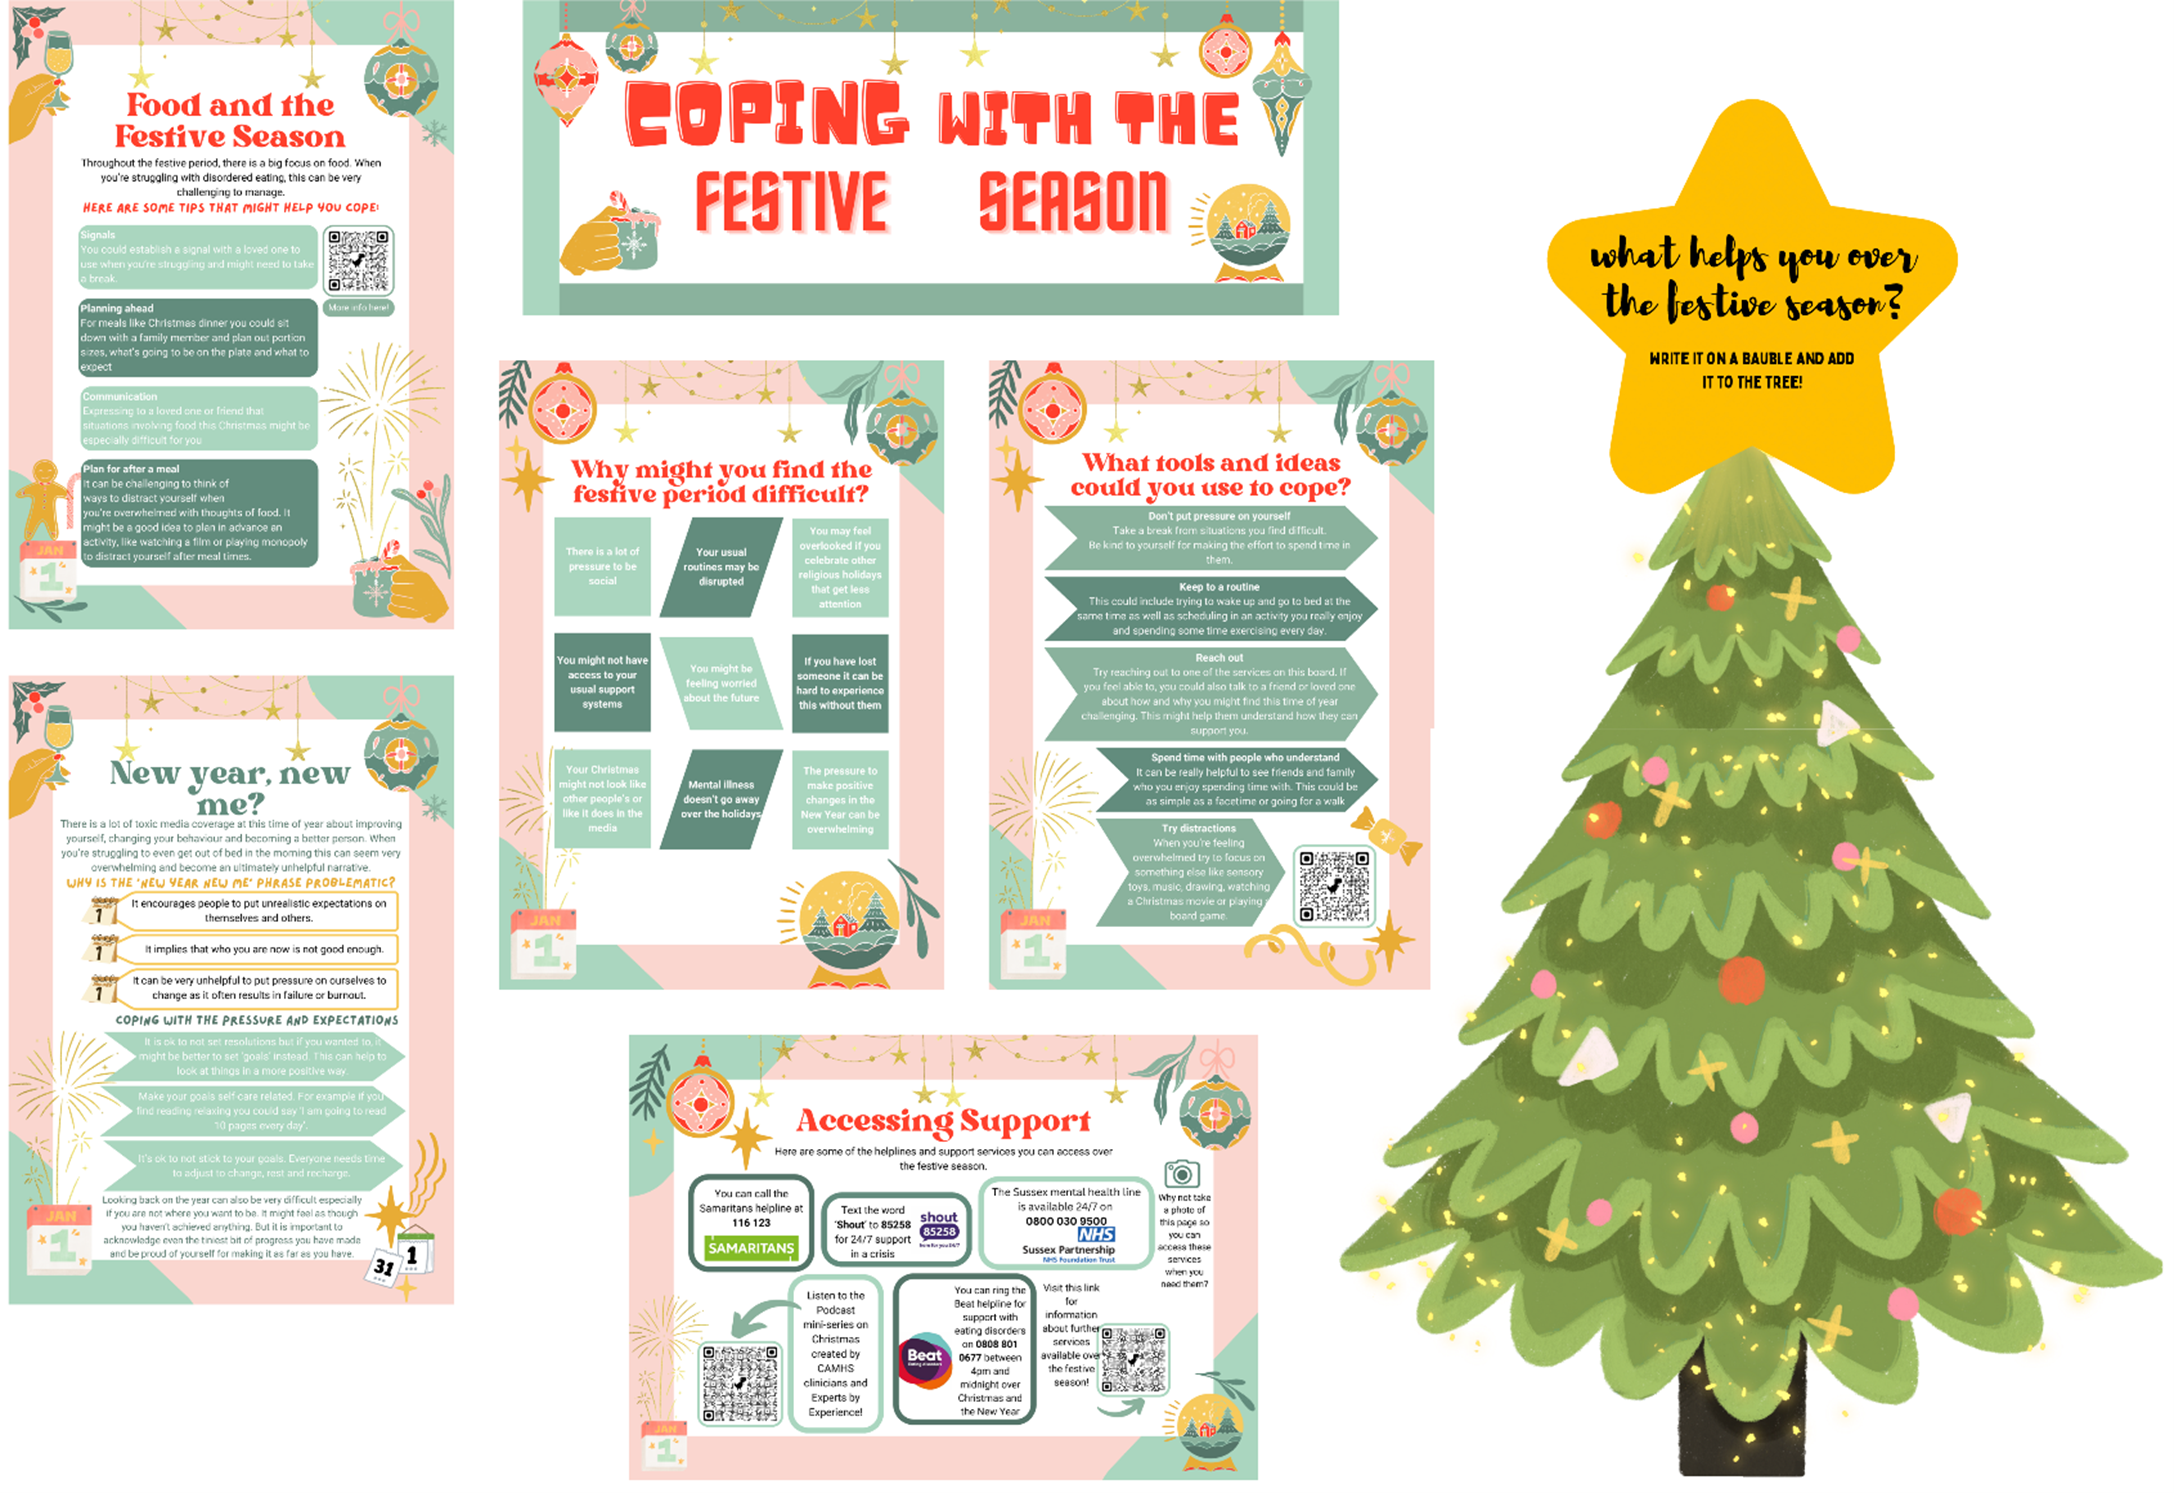 Food and the
Festive Season
Throughout the festive period, there is a big focus on food. When
you're struggling with disordered eating, this can be very
challenging to manage.
HERE ARE SOME TIPS THAT MIGHT HELP YOU COPE:
Signals
You could establish a signal with a loved one to
use when you're struggling and might need to take
a break.
More info here!
Planning ahead
For meals like Christmas dinner you could sit
down with a family member and plan out portion
sizes, what's going to be on the plate and what to
expect
Communication
Expressing to a loved one or friend that
situations involving food this Christmas might be
especially difficult for you
Plan for after a meal
It can be challenging to think of
ways to distract yourself when
you're overwhelmed with thoughts of food. It
might be a good idea to plan in advance an
activity, like watching a film or playing monopoly
to distract yourself after meal times.
JAN
1
COPING WITH THE
FESTIVE SEASON
what helps you over
the festive season?
WRITE IT ON A BAUBLE AND ADD
IT TO THE TREE!
Why might you find the
festive period difficult?
There is a lot of
pressure to be
social
Your usual
routines may be
disrupted
You may feel
overlooked if you
celebrate other
religious holidays
that get less
attention
You might not have
access to your
usual support
systems
You might be
feeling worried
about the future
If you have lost
someone it can be
hard to experience
this without them
Your Christmas
might not look like
other people's or
like it does in the
media
Mental illness
doesn't go away
over the holidays
The pressure to
make positive
changes in the
New Year can be
overwhelming
JAN
1
What tools and ideas
could you use to cope?
Don't put pressure on yourself
Take a break from situations you find difficult.
Be kind to yourself for making the effort to spend time in
them.
Keep to a routine
This could include trying to wake up and go to bed at the
same time as well as scheduling in an activity you really enjoy
and spending some time exercising every day.
Reach out
Try reaching out to one of the services on this board. If
you feel able to, you could also talk to a friend or loved one
about how and why you might find this time of year
challenging. This might help them understand how they can
support you.
Spend time with people who understand
It can be really helpful to see friends and family
who you enjoy spending time with. This could be
as simple as a facetime or going for a walk
Try distractions
When you're feeling
overwhelmed try to focus on
something else like sensory
toys, music, drawing, watching
a Christmas movie or playing a
board game.
JAN
1
New year, new
me?
There is a lot of toxic media coverage at this time of year about improving
yourself, changing your behaviour and becoming a better person. When
you're struggling to even get out of bed in the morning this can seem very
overwhelming and become an ultimately unhelpful narrative.
WHY IS THE 'NEW YEAR NEW ME' PHRASE PROBLEMATIC?
1
It encourages people to put unrealistic expectations on
themselves and others.
1
It implies that who you are now is not good enough.
1
It can be very unhelpful to put pressure on ourselves to
change as it often results in failure or burnout.
COPING WITH THE PRESSURE AND EXPECTATIONS
It is ok to not set resolutions but if you wanted to, it
might be better to set 'goals' instead. This can help to
look at things in a more positive way.
Make your goals self-care related. For example if you
find reading relaxing you could say 'I am going to read
10 pages every day'.
It's ok to not stick to your goals. Everyone needs time
to adjust to change, rest and recharge.
Looking back on the year can also be very difficult especially
if you are not where you want to be. It might feel as though
you haven't achieved anything. But it is important to
acknowledge even the tiniest bit of progress you have made
and be proud of yourself for making it as far as you have.
JAN
1
31
1
Accessing Support
Here are some of the helplines and support services you can access over
the festive season.
You can call the
Samaritans helpline at
116 123
SAMARITANS
Text the word
'Shout' to 85258
for 24/7 support
in a crisis
shout
85258
here for you 24/7
The Sussex mental health line
is available 24/7 on
0800 030 9500
NHS
Sussex Partnership
NHS Foundation Trust
Why not take
a photo of
this page so
you can
access these
services
when you
need them?
Listen to the
Podcast
mini-series on
Christmas
created by
CAMHS
clinicians and
Experts by
Experience!
Beat
You can ring the
Beat helpline for
support with
eating disorders
on 0808 801
0677 between
4pm and
midnight over
Christmas and
the New Year
Visit this link
for
information
about further
services
available over
the festive
season!
JAN
1